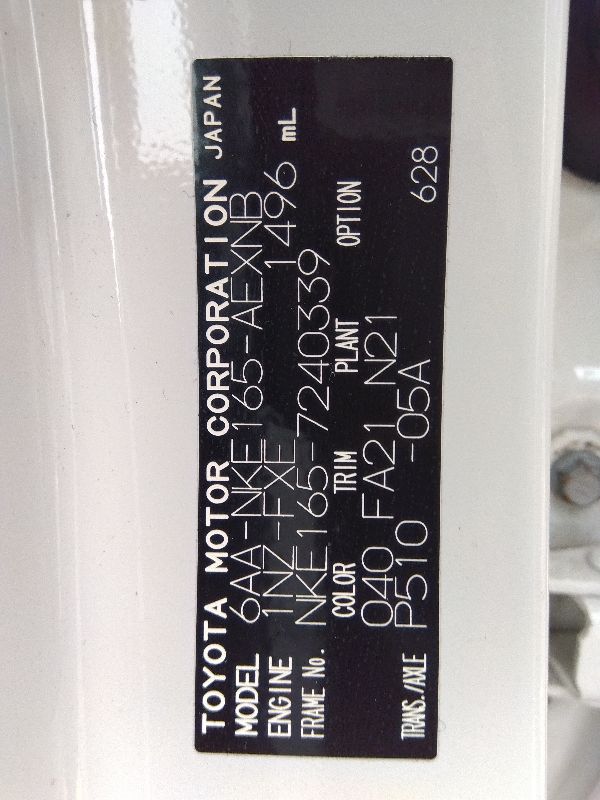 TOYOTA MOTOR CORPORATION JAPAN
MODEL 6AA-NKE165-AEXNB
ENGINE 1NZ-FXE 1496 mL
FRAME No. NKE165-7240339
COLOR TRIM PLANT OPTION
040 FA21 N21
TRANS./AXLE P510 -05A 628